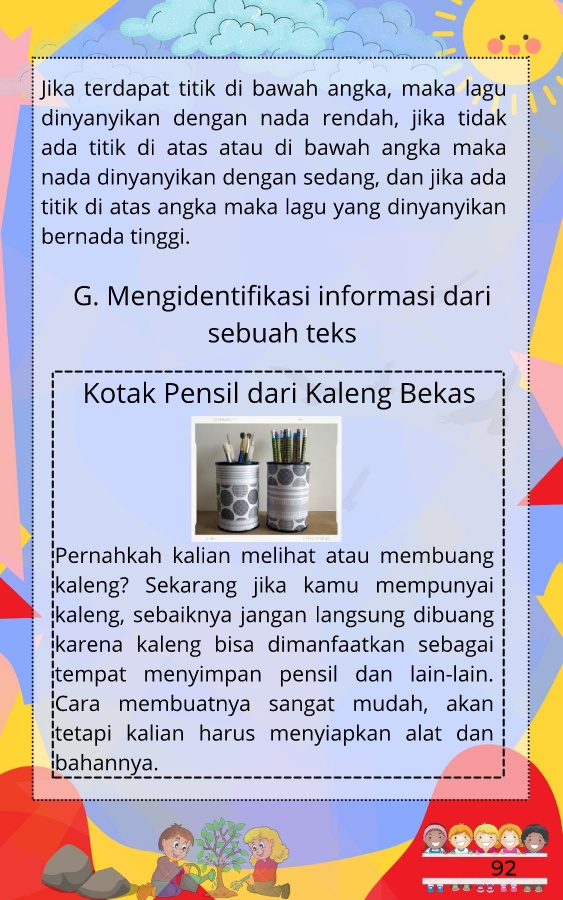 Jika terdapat titik di bawah angka, maka lagu
dinyanyikan dengan nada rendah, jika tidak
ada titik di atas atau di bawah angka maka
nada dinyanyikan dengan sedang, dan jika ada
titik di atas angka maka lagu yang dinyanyikan
bernada tinggi.
G. Mengidentifikasi informasi dari
sebuah teks
Kotak Pensil dari Kaleng Bekas
Pernahkah kalian melihat atau membuang
kaleng? Sekarang jika kamu mempunyai
kaleng, sebaiknya jangan langsung dibuang
karena kaleng bisa dimanfaatkan sebagai
tempat menyimpan pensil dan lain-lain.
Cara membuatnya sangat mudah, akan
tetapi kalian harus menyiapkan alat dan
bahannya.
92